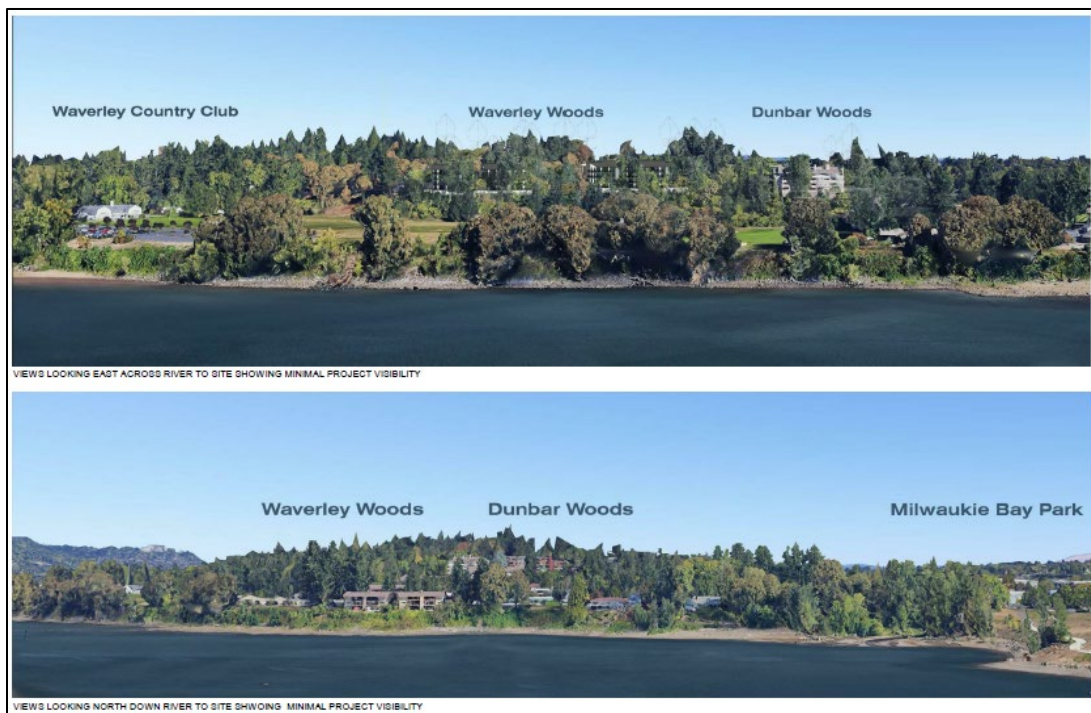 Waverley Country Club
Waverley Woods
Dunbar Woods
VIEWS LOOKING EAST ACROSS RIVER TO SITE SHOWING MINIMAL PROJECT VISIBILITY
Waverley Woods
Dunbar Woods
Milwaukie Bay Park
VIEWS LOOKING NORTH DOWN RIVER TO SITE SHWOING MINIMAL PROJECT VISIBILITY